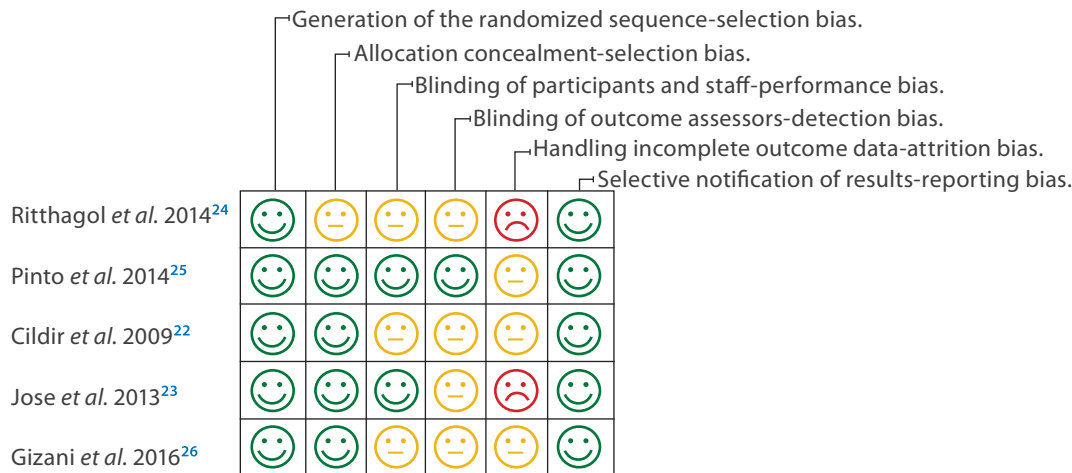 Generation of the randomized sequence-selection bias.
Allocation concealment-selection bias.
Blinding of participants and staff-performance bias.
Blinding of outcome assessors-detection bias.
Handling incomplete outcome data-attrition bias.
Selective notification of results-reporting bias.
Ritthagol et al. 2014²⁴
Pinto et al. 2014²⁵
Cildir et al. 2009²²
Jose et al. 2013²³
Gizani et al. 2016²⁶